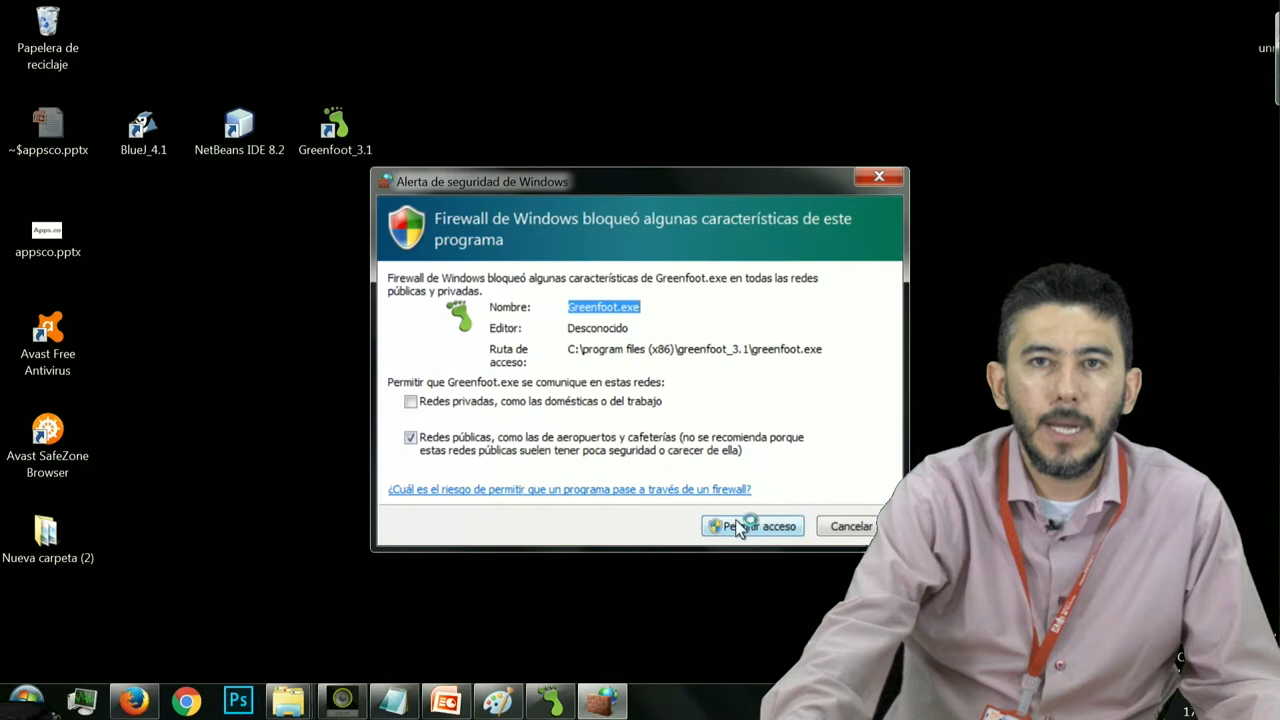 Papelera de
reciclaje
unr
~$appsco.pptx
BlueJ_4.1
NetBeans IDE 8.2
Greenfoot_3.1
Alerta de seguridad de Windows
Firewall de Windows bloqueó algunas características de este
programa
Firewall de Windows bloqueó algunas características de Greenfoot.exe en todas las redes
públicas y privadas.
Nombre: Greenfoot.exe
Editor: Desconocido
Ruta de C:\program files (x86)\greenfoot_3.1\greenfoot.exe
acceso:
Permitir que Greenfoot.exe se comunique en estas redes:
Redes privadas, como las domésticas o del trabajo
Redes públicas, como las de aeropuertos y cafeterías (no se recomienda porque
estas redes públicas suelen tener poca seguridad o carecer de ella)
¿Cuál es el riesgo de permitir que un programa pase a través de un firewall?
acceso
Cancelar
Apps.co
appsco.pptx
Avast Free
Antivirus
Avast SafeZone
Browser
Nueva carpeta (2)
Ps